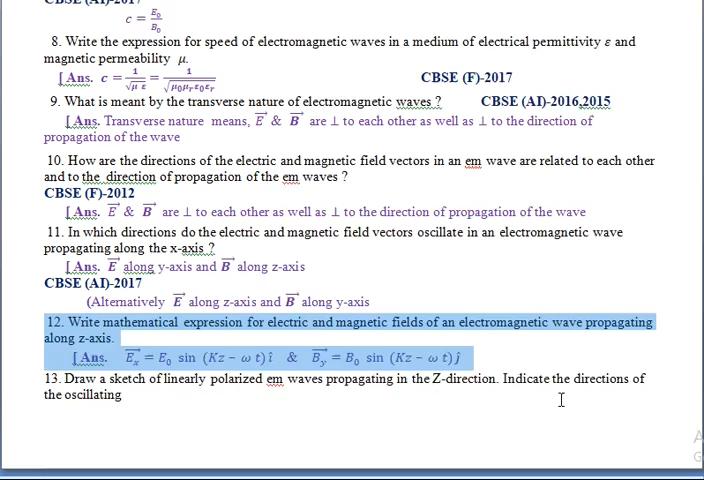 CBSE (AI)-2017
c = E₀/B₀
8. Write the expression for speed of electromagnetic waves in a medium of electrical permittivity ε and
magnetic permeability μ.
[ Ans. c = 1/√μ ε = 1/√μ₀μᵣε₀εᵣ CBSE (F)-2017
9. What is meant by the transverse nature of electromagnetic waves ? CBSE (AI)-2016,2015
[ Ans. Transverse nature means, E⃗ & B⃗ are ⊥ to each other as well as ⊥ to the direction of
propagation of the wave
10. How are the directions of the electric and magnetic field vectors in an em wave are related to each other
and to the direction of propagation of the em waves ?
CBSE (F)-2012
[ Ans. E⃗ & B⃗ are ⊥ to each other as well as ⊥ to the direction of propagation of the wave
11. In which directions do the electric and magnetic field vectors oscillate in an electromagnetic wave
propagating along the x-axis ?
[ Ans. E⃗ along y-axis and B⃗ along z-axis
CBSE (AI)-2017
(Alternatively E⃗ along z-axis and B⃗ along y-axis
12. Write mathematical expression for electric and magnetic fields of an electromagnetic wave propagating
along z-axis.
[ Ans. E⃗ₓ = E₀ sin (Kz − ω t) î & B⃗ᵧ = B₀ sin (Kz − ω t) ĵ
13. Draw a sketch of linearly polarized em waves propagating in the Z-direction. Indicate the directions of
the oscillating